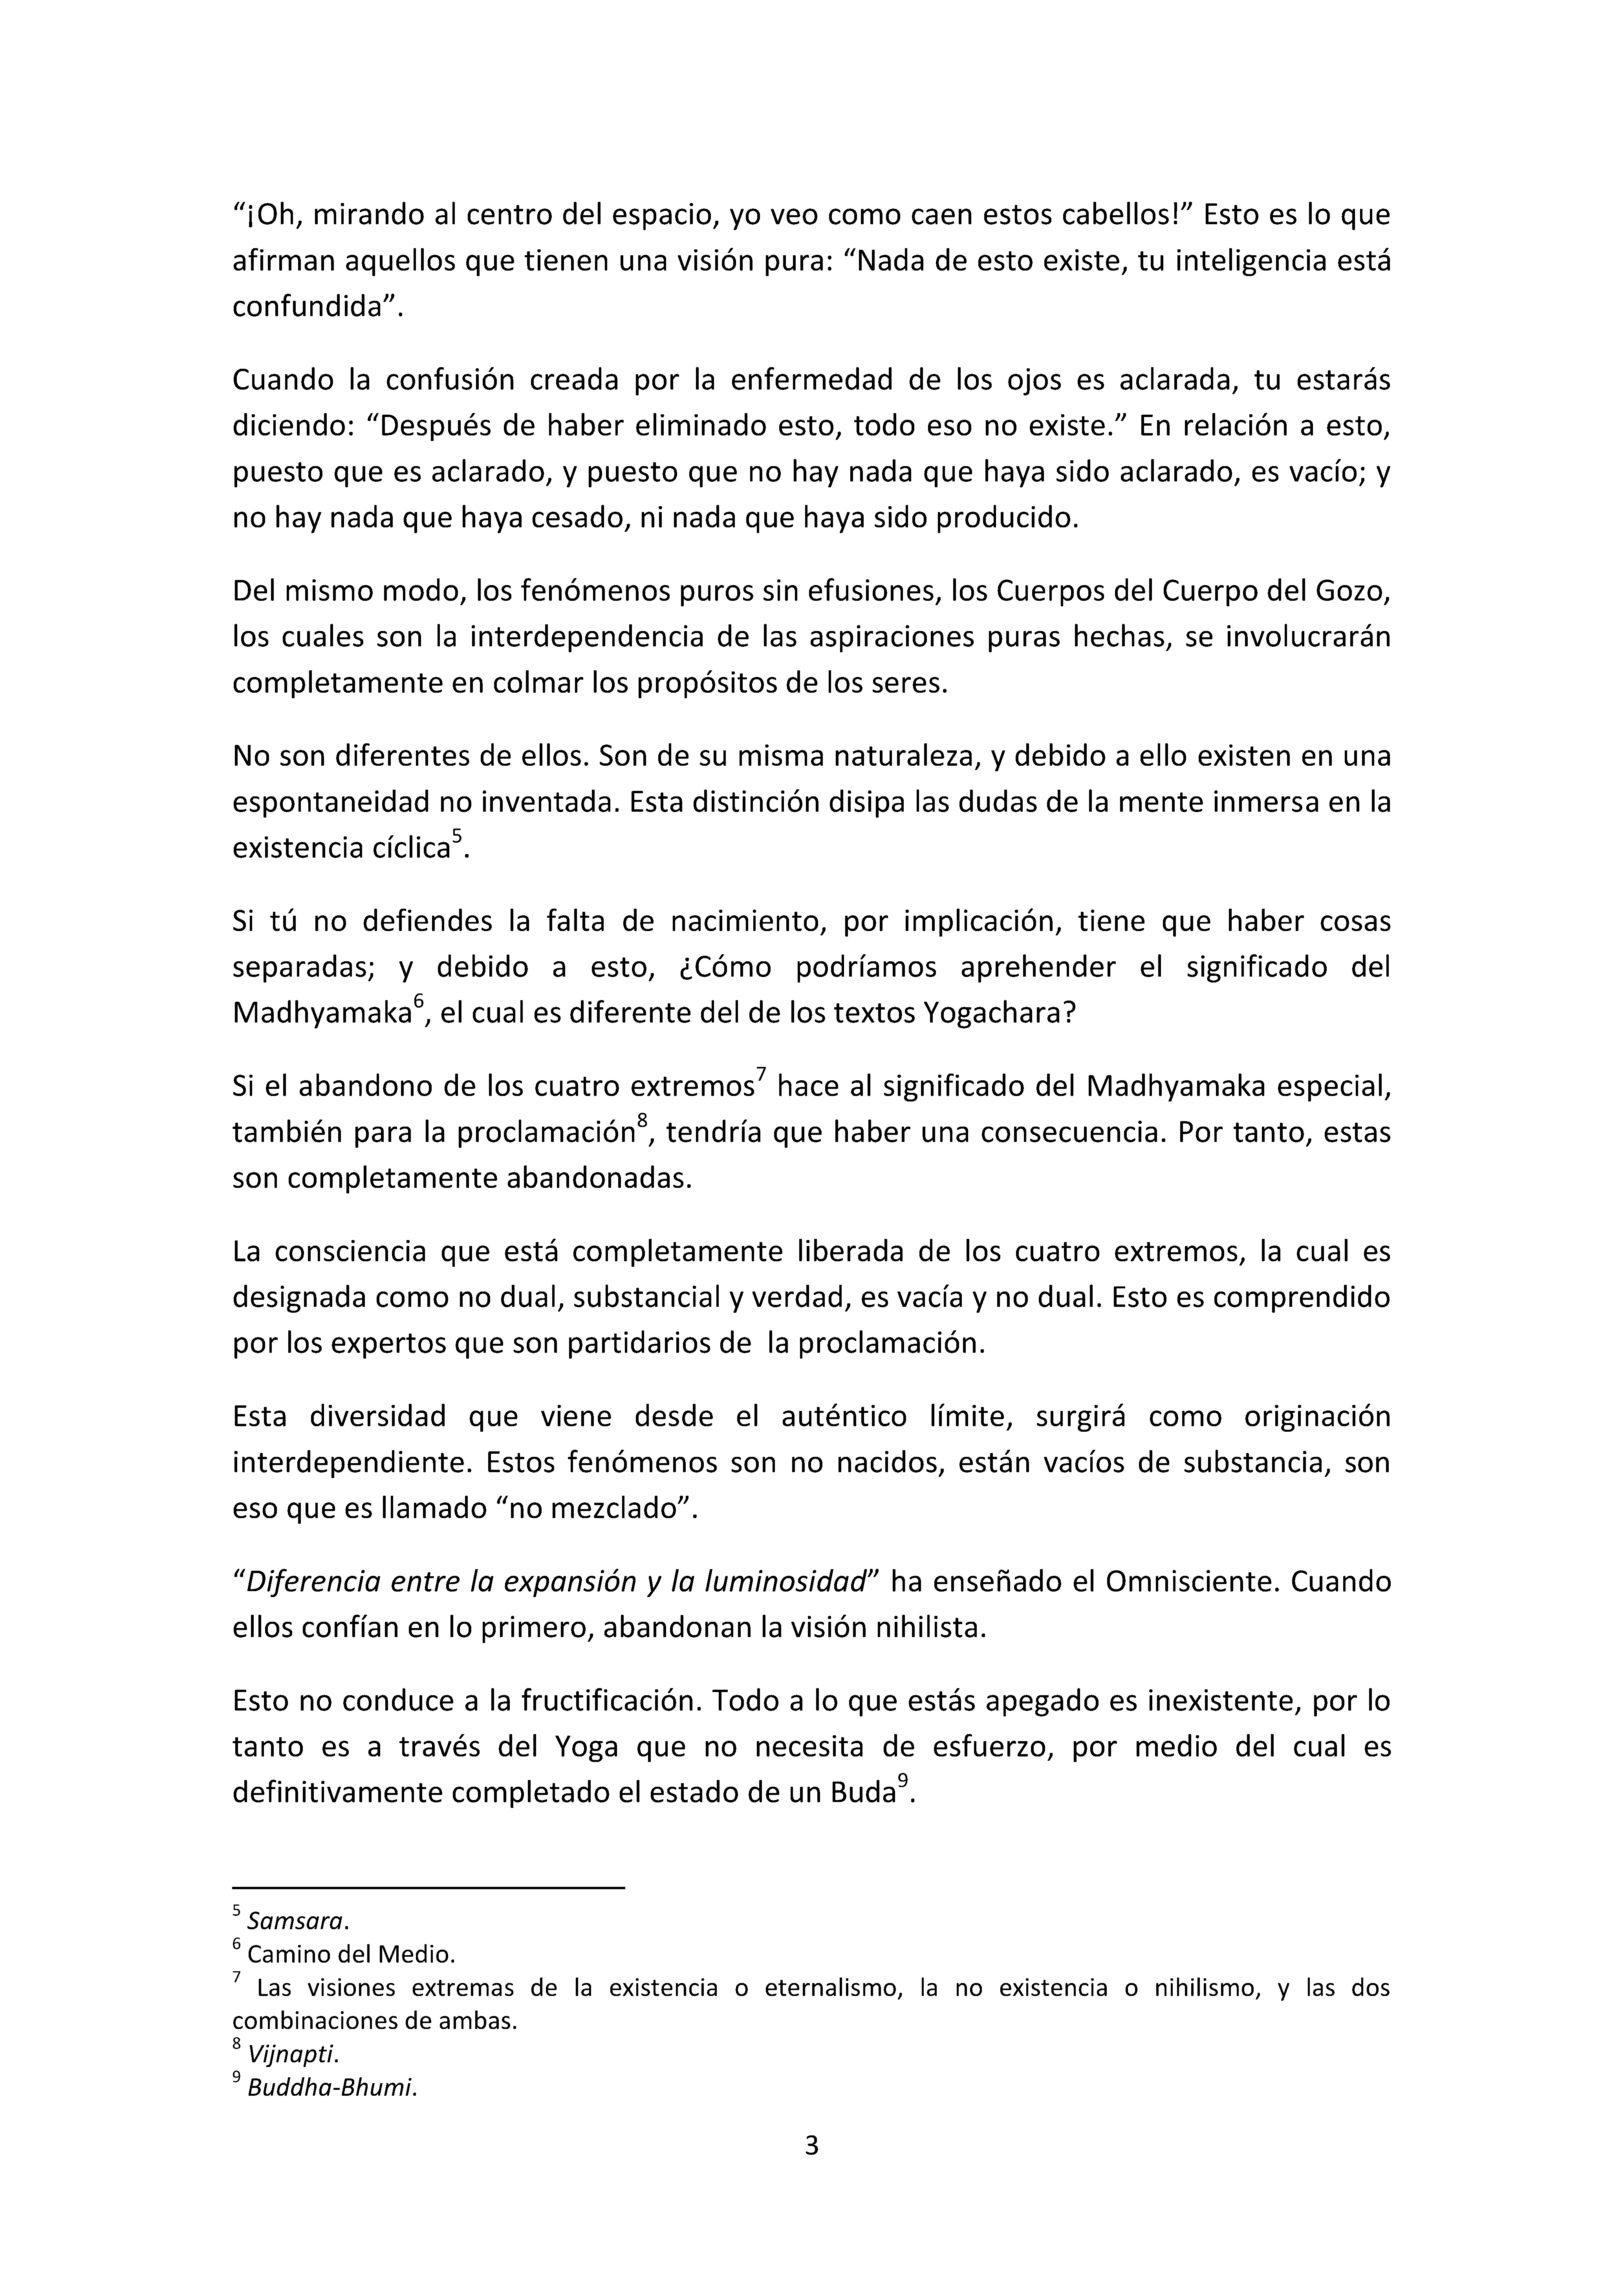 “¡Oh, mirando al centro del espacio, yo veo como caen estos cabellos!” Esto es lo que
afirman aquellos que tienen una visión pura: “Nada de esto existe, tu inteligencia está
confundida”.
Cuando la confusión creada por la enfermedad de los ojos es aclarada, tu estarás
diciendo: “Después de haber eliminado esto, todo eso no existe.” En relación a esto,
puesto que es aclarado, y puesto que no hay nada que haya sido aclarado, es vacío; y
no hay nada que haya cesado, ni nada que haya sido producido.
Del mismo modo, los fenómenos puros sin efusiones, los Cuerpos del Cuerpo del Gozo,
los cuales son la interdependencia de las aspiraciones puras hechas, se involucrarán
completamente en colmar los propósitos de los seres.
No son diferentes de ellos. Son de su misma naturaleza, y debido a ello existen en una
espontaneidad no inventada. Esta distinción disipa las dudas de la mente inmersa en la
existencia cíclica⁵.
Si tú no defiendes la falta de nacimiento, por implicación, tiene que haber cosas
separadas; y debido a esto, ¿Cómo podríamos aprehender el significado del
Madhyamaka⁶, el cual es diferente del de los textos Yogachara?
Si el abandono de los cuatro extremos⁷ hace al significado del Madhyamaka especial,
también para la proclamación⁸, tendría que haber una consecuencia. Por tanto, estas
son completamente abandonadas.
La consciencia que está completamente liberada de los cuatro extremos, la cual es
designada como no dual, substancial y verdad, es vacía y no dual. Esto es comprendido
por los expertos que son partidarios de  la proclamación.
Esta diversidad que viene desde el auténtico límite, surgirá como originación
interdependiente. Estos fenómenos son no nacidos, están vacíos de substancia, son
eso que es llamado “no mezclado”.
“Diferencia entre la expansión y la luminosidad” ha enseñado el Omnisciente. Cuando
ellos confían en lo primero, abandonan la visión nihilista.
Esto no conduce a la fructificación. Todo a lo que estás apegado es inexistente, por lo
tanto es a través del Yoga que no necesita de esfuerzo, por medio del cual es
definitivamente completado el estado de un Buda⁹.
⁵ Samsara.
⁶ Camino del Medio.
⁷ Las visiones extremas de la existencia o eternalismo, la no existencia o nihilismo, y las dos
combinaciones de ambas.
⁸ Vijnapti.
⁹ Buddha-Bhumi.
3